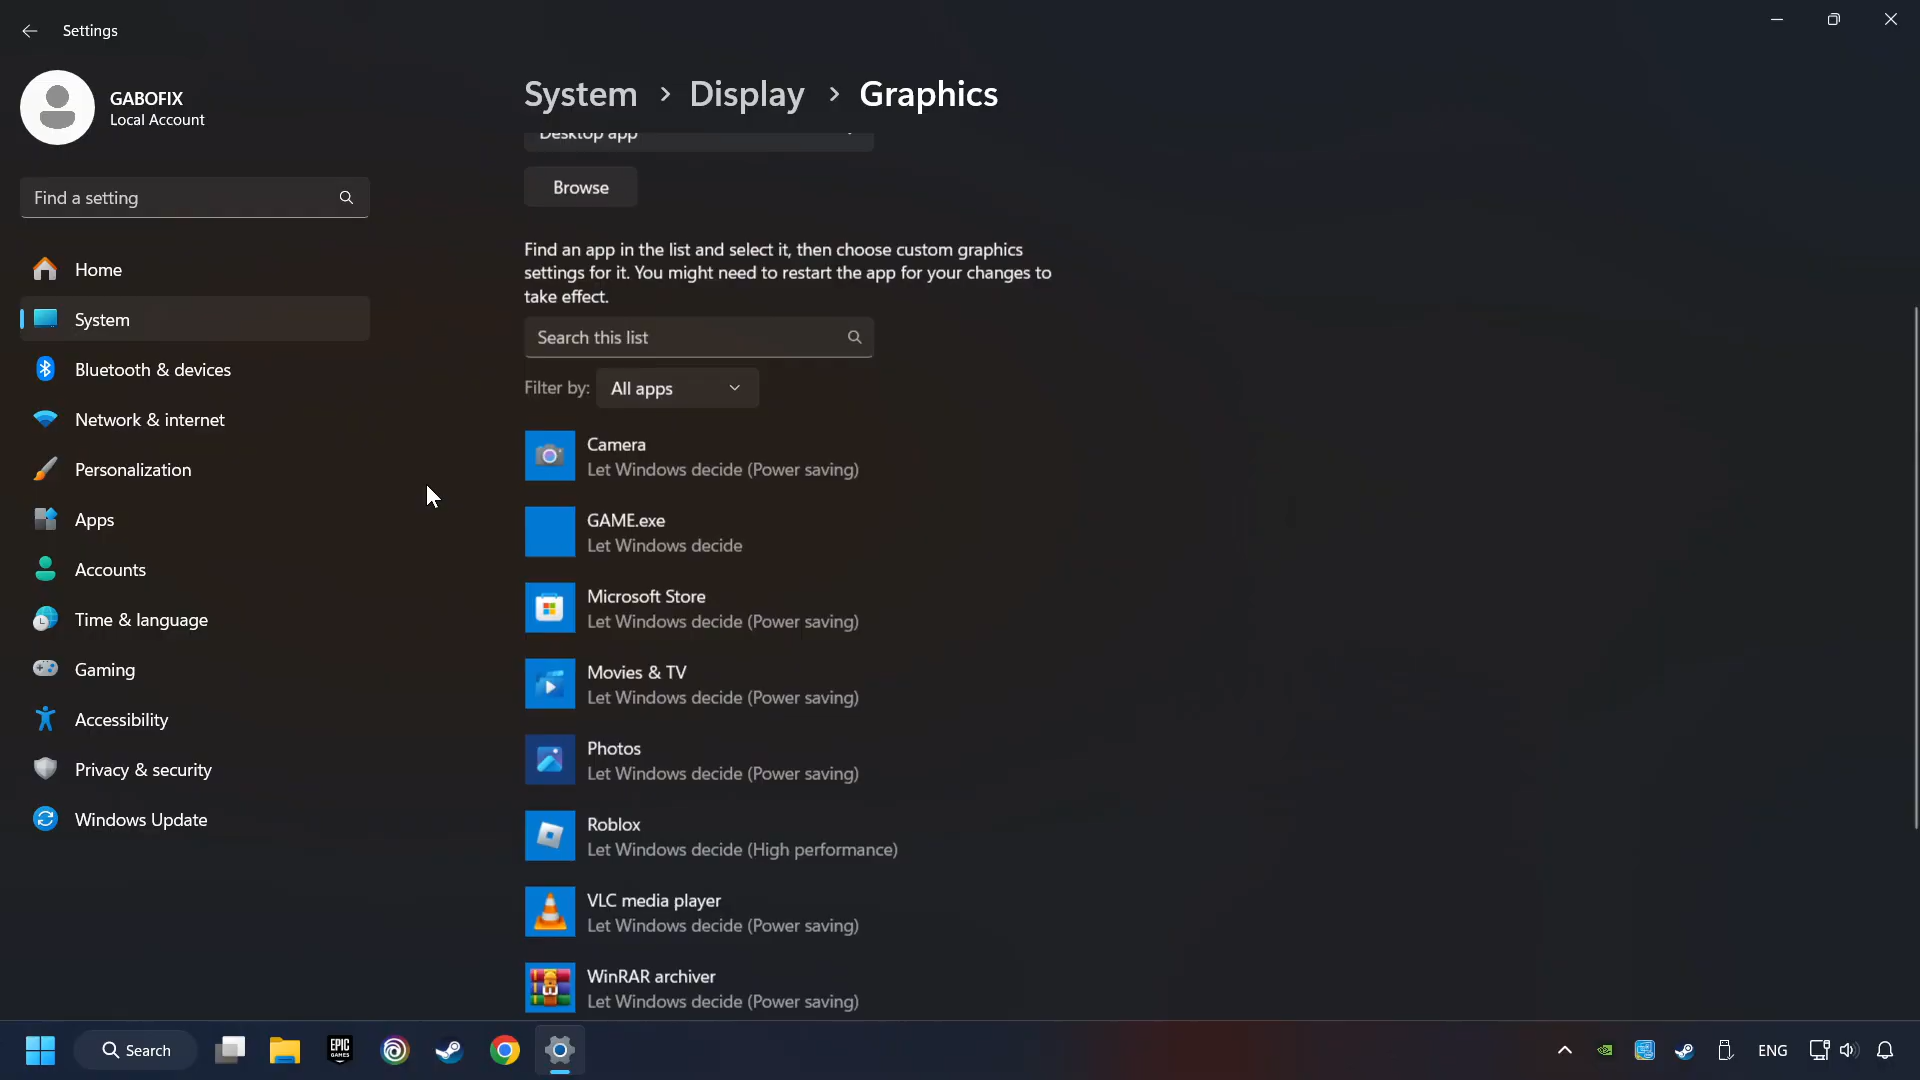 Settings
GABOFIX
Local Account
Find a setting
Home
System
Bluetooth & devices
Network & internet
Personalization
Apps
Accounts
Time & language
Gaming
Accessibility
Privacy & security
Windows Update
System > Display > Graphics
Desktop app
Browse
Find an app in the list and select it, then choose custom graphics
settings for it. You might need to restart the app for your changes to
take effect.
Search this list
Filter by: All apps
Camera
Let Windows decide (Power saving)
GAME.exe
Let Windows decide
Microsoft Store
Let Windows decide (Power saving)
Movies & TV
Let Windows decide (Power saving)
Photos
Let Windows decide (Power saving)
Roblox
Let Windows decide (High performance)
VLC media player
Let Windows decide (Power saving)
WinRAR archiver
Let Windows decide (Power saving)
Search
EPIC
GAMES
ENG